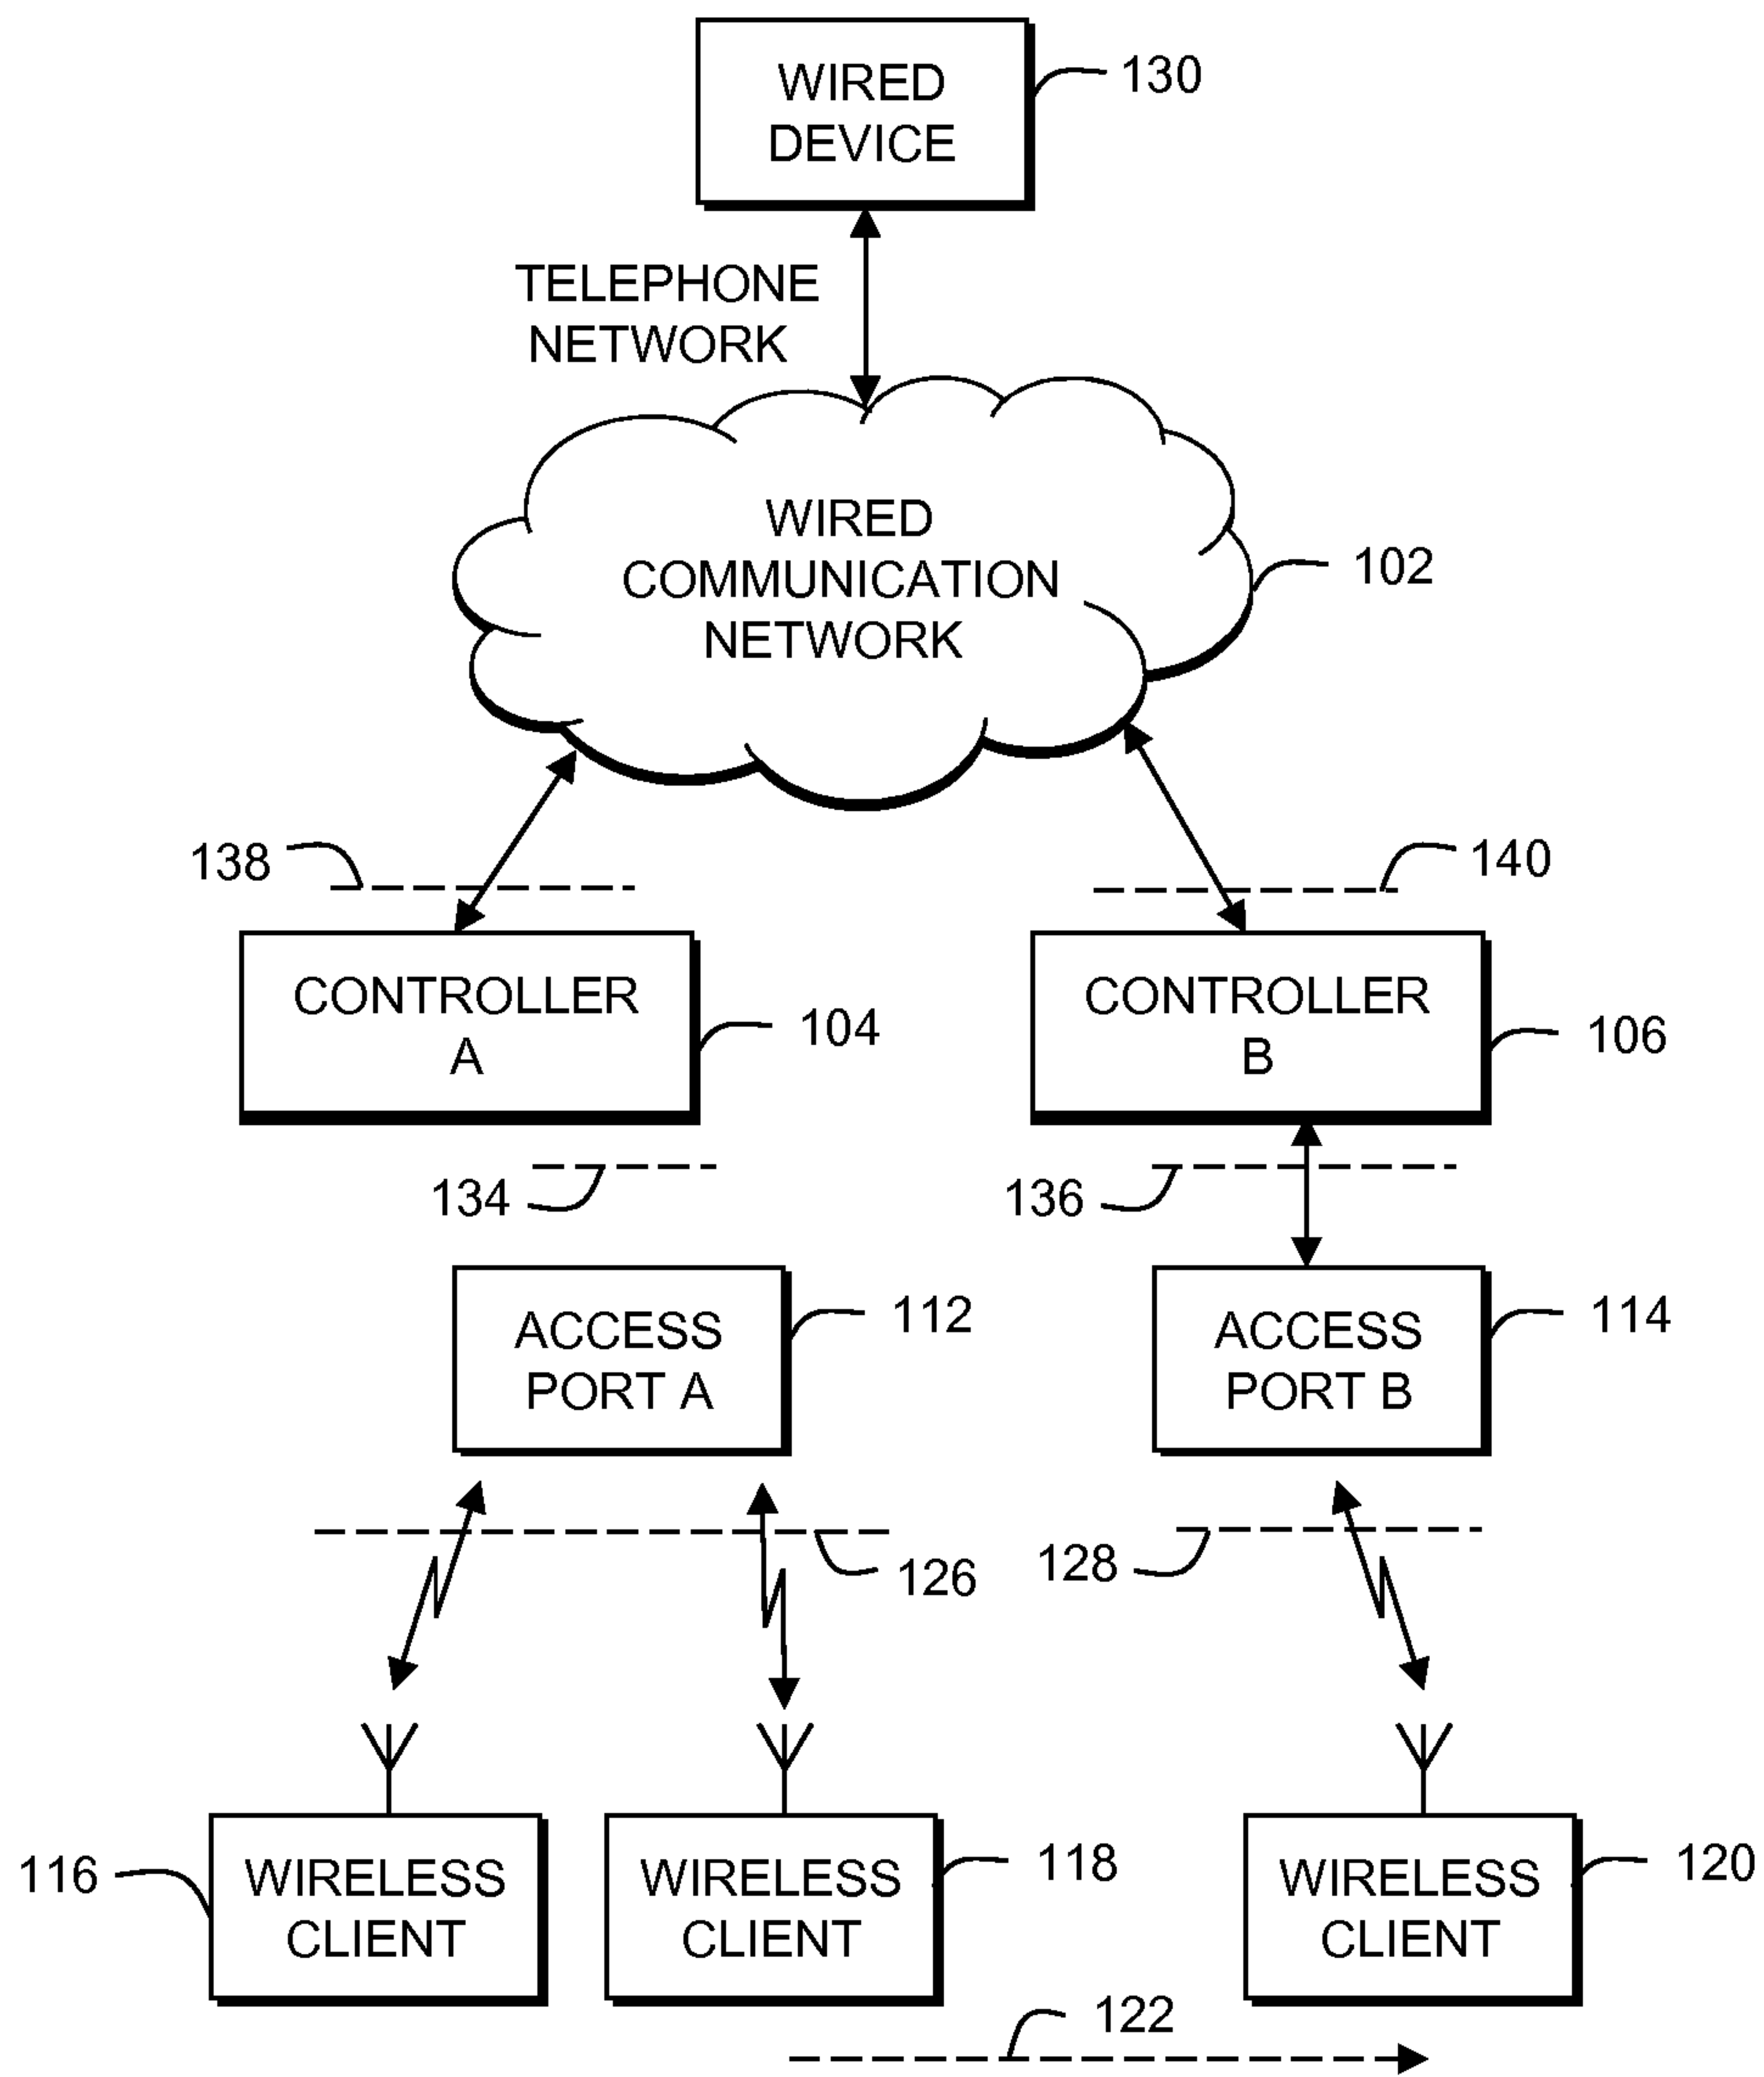 WIRED
DEVICE
130
TELEPHONE
NETWORK
WIRED
COMMUNICATION
NETWORK
102
138
140
CONTROLLER
A
104
CONTROLLER
B
106
134
136
ACCESS
PORT A
112
ACCESS
PORT B
114
126
128
116
WIRELESS
CLIENT
WIRELESS
CLIENT
118
WIRELESS
CLIENT
120
122